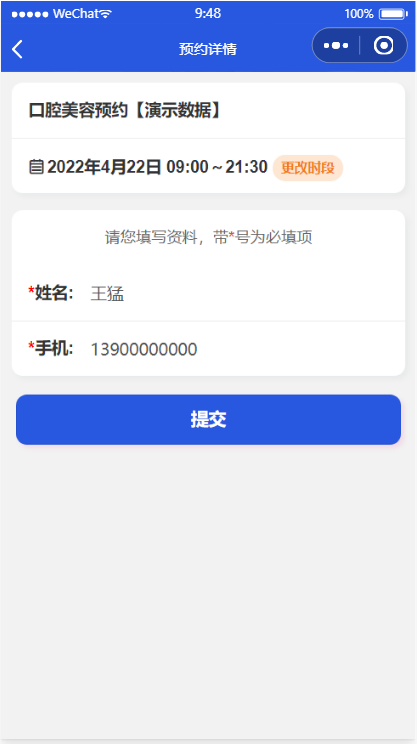 WeChat 9:48 100%
预约详情
口腔美容预约【演示数据】
2022年4月22日 09:00～21:30 更改时段
请您填写资料，带*号为必填项
*姓名: 王猛
*手机: 13900000000
提交